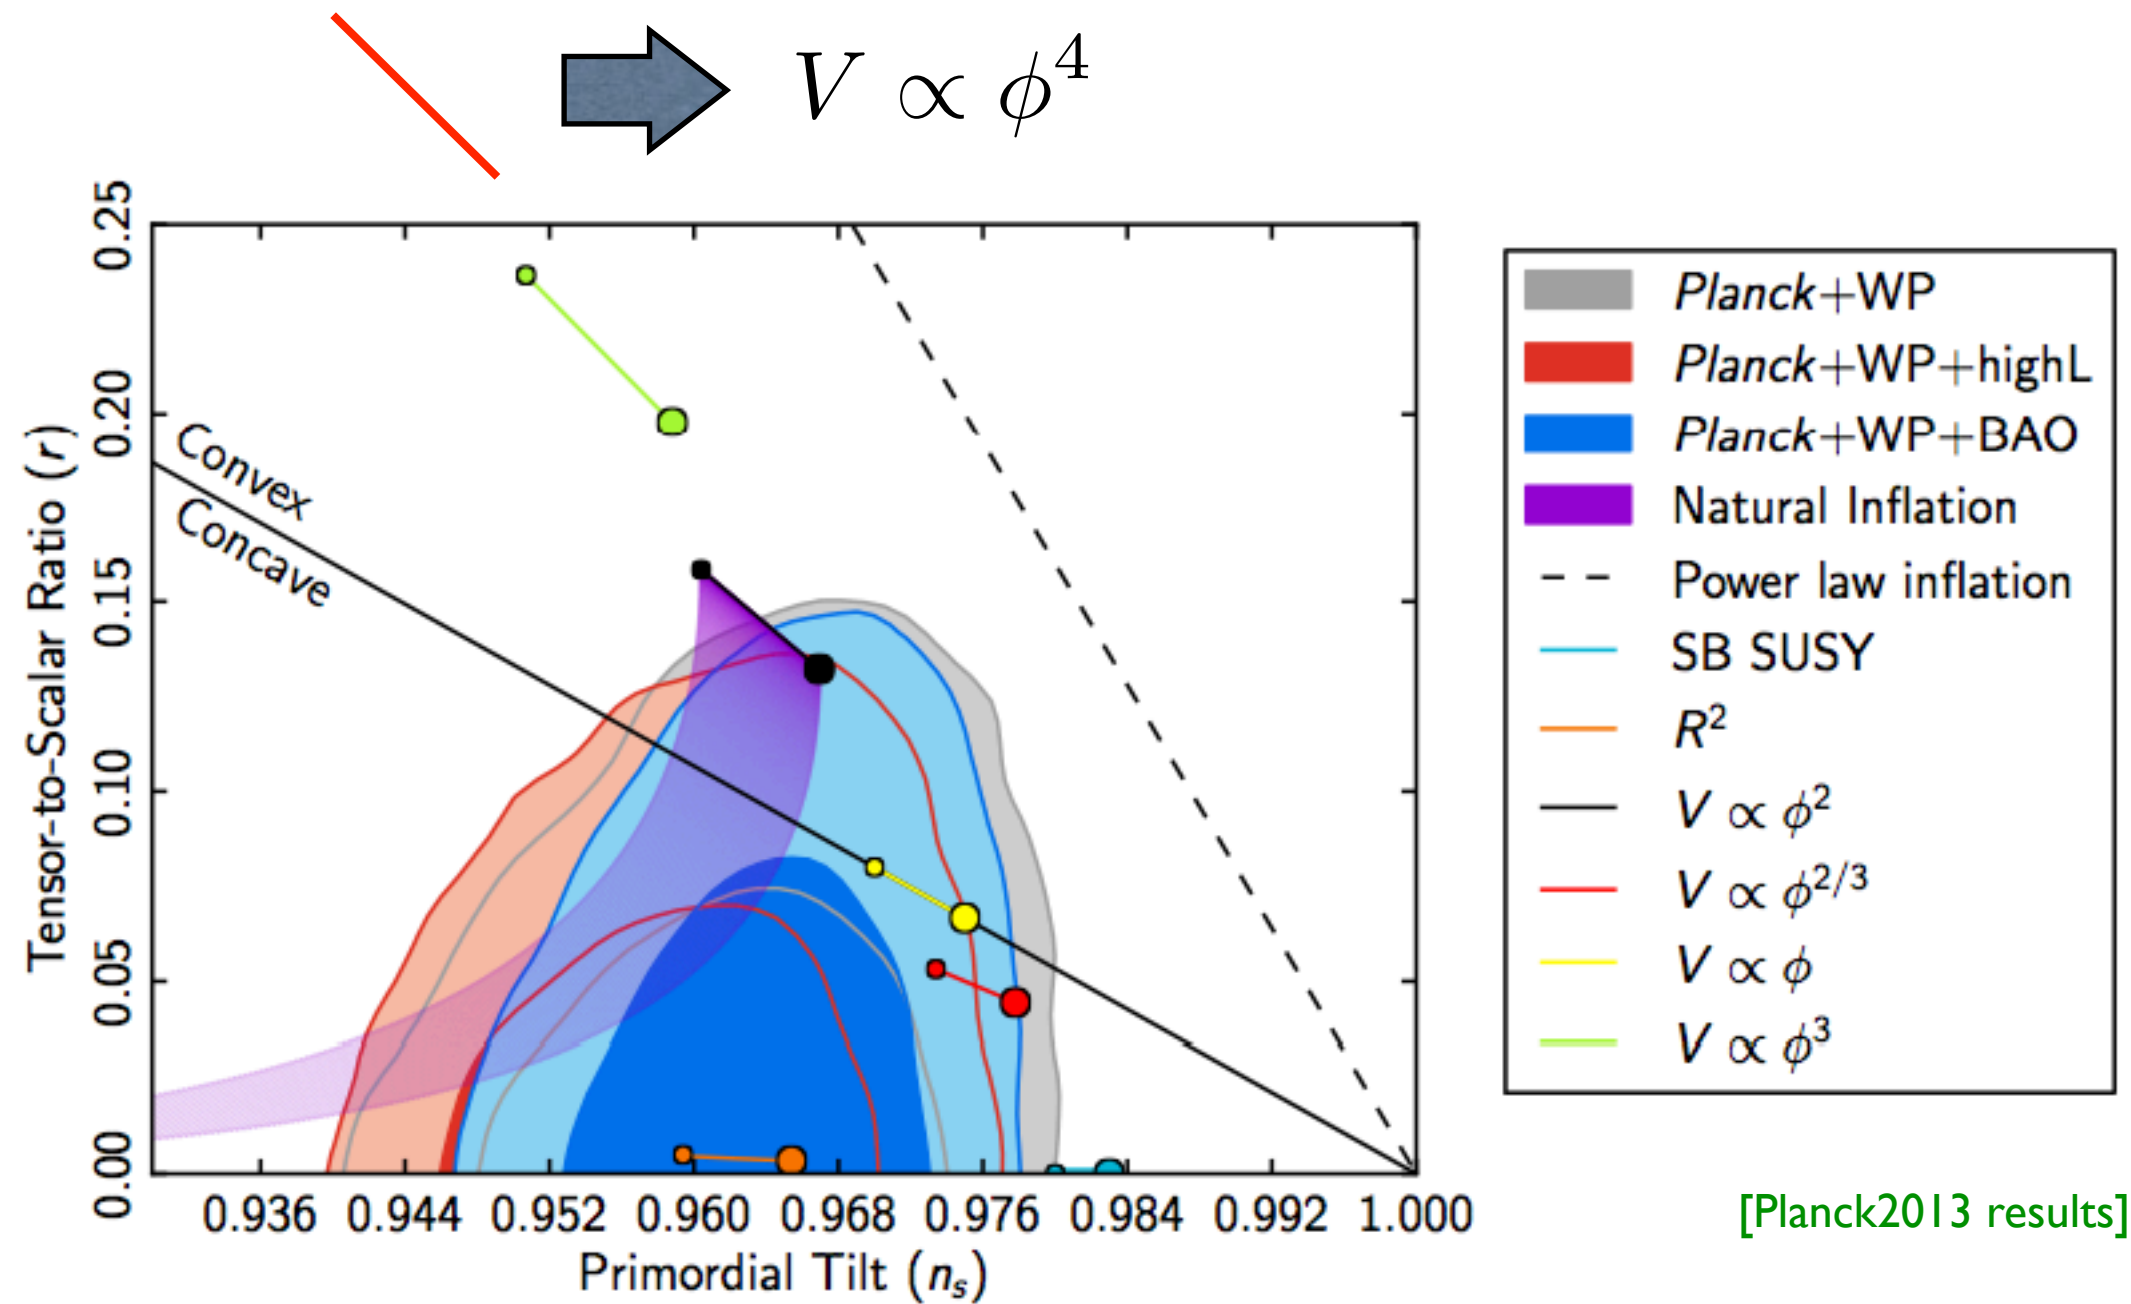 V ∝ ϕ⁴
0.25
0.20
0.15
0.10
0.05
0.00
Tensor-to-Scalar Ratio (r)
Convex
Concave
0.936 0.944 0.952 0.960 0.968 0.976 0.984 0.992 1.000
Primordial Tilt (nₛ)
Planck+WP
Planck+WP+highL
Planck+WP+BAO
Natural Inflation
Power law inflation
SB SUSY
R²
V ∝ ϕ²
V ∝ ϕ²ᐟ³
V ∝ ϕ
V ∝ ϕ³
[Planck2013 results]